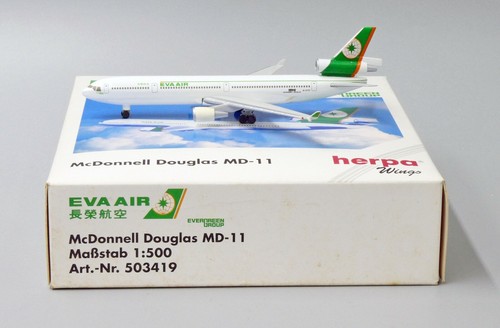 EVA AIR
McDonnell Douglas MD-11
herpa
Wings
EVA AIR
長榮航空
EVERGREEN GROUP
McDonnell Douglas MD-11
Maßstab 1:500
Art.-Nr. 503419